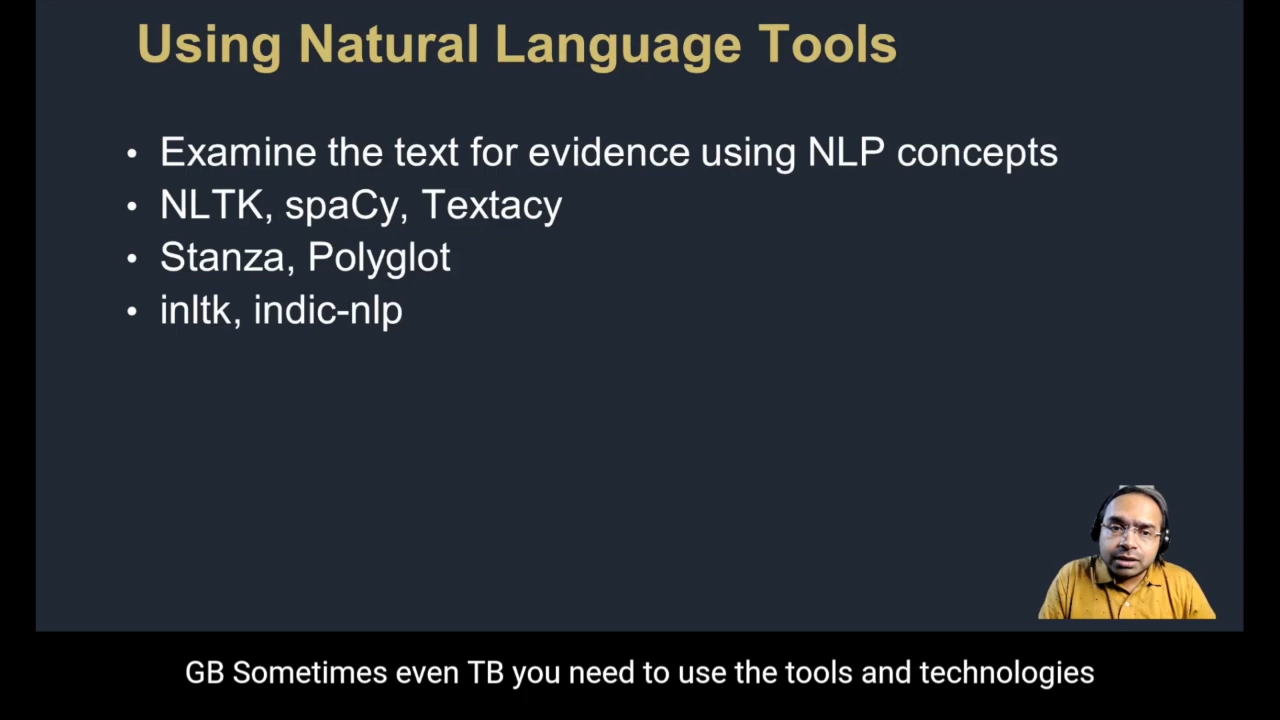 Using Natural Language Tools
• Examine the text for evidence using NLP concepts
• NLTK, spaCy, Textacy
• Stanza, Polyglot
• inltk, indic-nlp
GB Sometimes even TB you need to use the tools and technologies